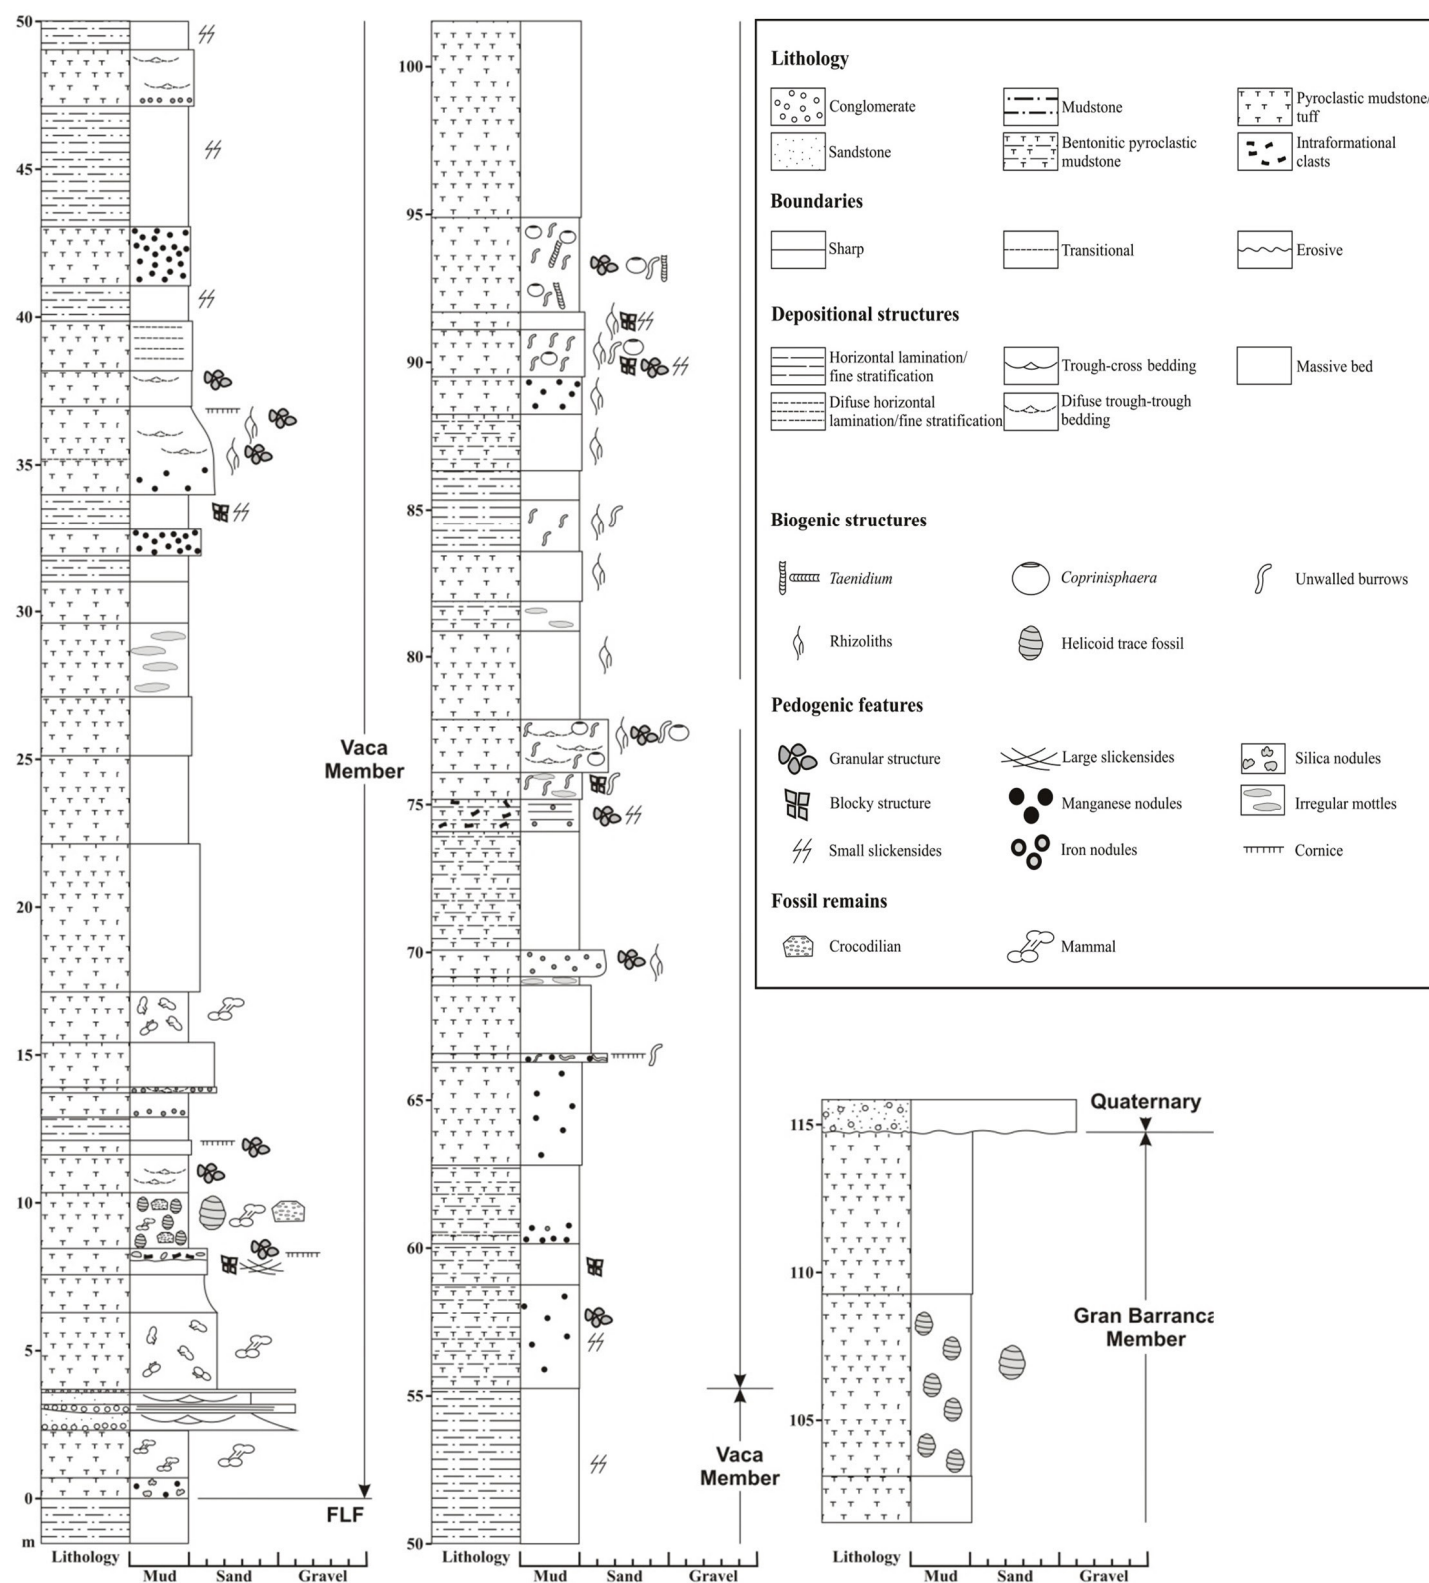 50
45
40
35
30
25
20
15
10
5
0
m
Lithology
Mud
Sand
Gravel
Vaca
Member
FLF
100
95
90
85
80
75
70
65
60
55
50
Lithology
Mud
Sand
Gravel
Vaca
Member
Lithology
Conglomerate
Mudstone
Pyroclastic mudstone/
tuff
Sandstone
Bentonitic pyroclastic
mudstone
Intraformational
clasts
Boundaries
Sharp
Transitional
Erosive
Depositional structures
Horizontal lamination/
fine stratification
Trough-cross bedding
Massive bed
Difuse horizontal
lamination/fine stratification
Difuse trough-trough
bedding
Biogenic structures
Taenidium
Coprinisphaera
Unwalled burrows
Rhizoliths
Helicoid trace fossil
Pedogenic features
Granular structure
Large slickensides
Silica nodules
Blocky structure
Manganese nodules
Irregular mottles
Small slickensides
Iron nodules
Cornice
Fossil remains
Crocodilian
Mammal
115
110
105
Quaternary
Gran Barranca
Member
Lithology
Mud
Sand
Gravel